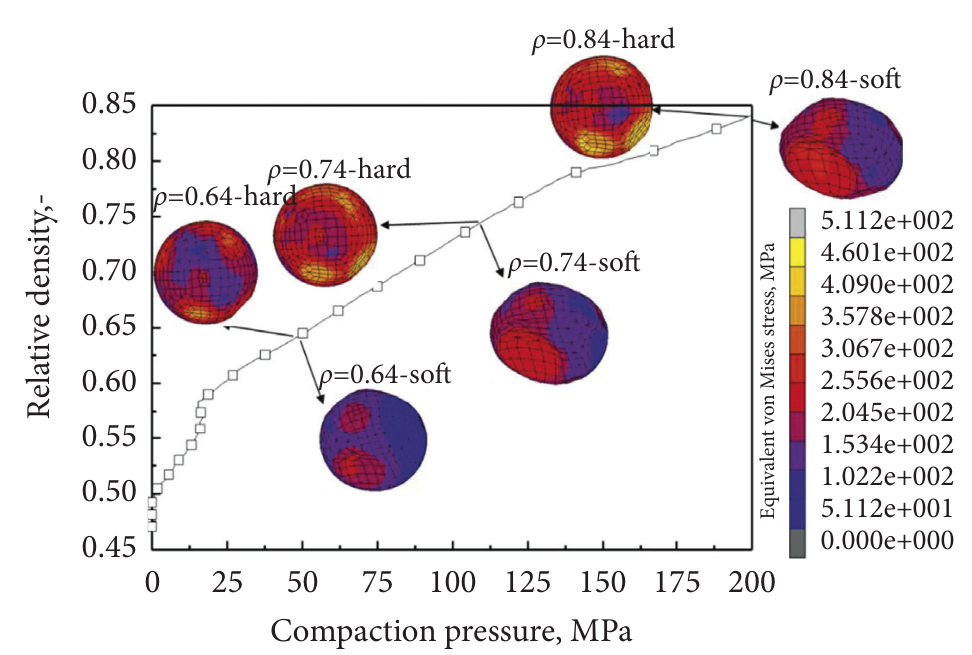 ρ=0.84-hard
ρ=0.84-soft
0.85
ρ=0.74-hard
0.80
ρ=0.64-hard
0.75
5.112e+002
4.601e+002
0.70
ρ=0.74-soft
4.090e+002
3.578e+002
0.65
3.067e+002
0.60
ρ=0.64-soft
2.556e+002
2.045e+002
0.55
1.534e+002
1.022e+002
0.50
5.112e+001
0.45
0.000e+000
Relative density,-
Equivalent von Mises stress, MPa
0 25 50 75 100 125 150 175 200
Compaction pressure, MPa